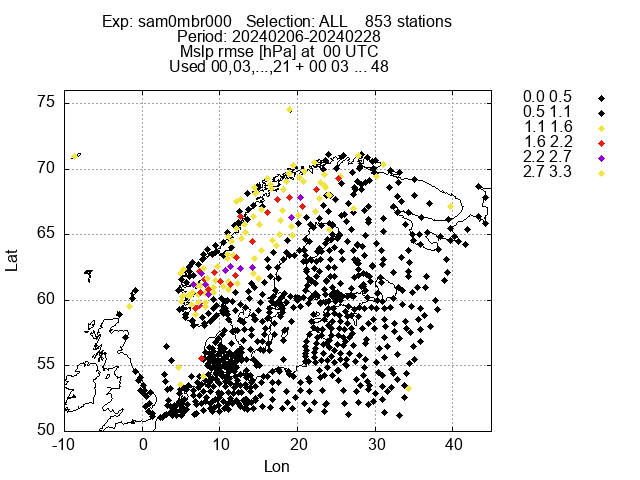 Exp: sam0mbr000 Selection: ALL 853 stations
Period: 20240206-20240228
Mslp rmse [hPa] at 00 UTC
Used 00,03,...,21 + 00 03 ... 48
75
70
65
60
55
50
Lat
-10 0 10 20 30 40
Lon
0.0 0.5
0.5 1.1
1.1 1.6
1.6 2.2
2.2 2.7
2.7 3.3